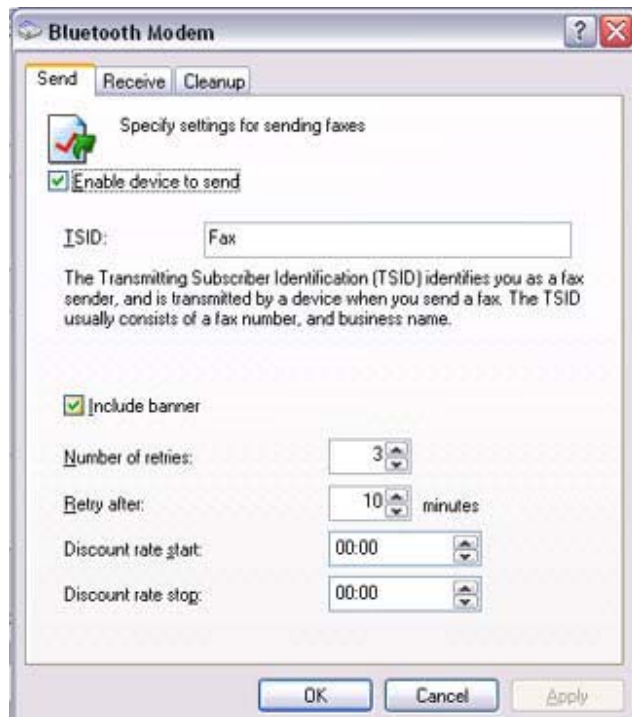 Bluetooth Modem
Send Receive Cleanup
Specify settings for sending faxes
Enable device to send
TSID: Fax
The Transmitting Subscriber Identification (TSID) identifies you as a fax
sender, and is transmitted by a device when you send a fax. The TSID
usually consists of a fax number, and business name.
Include banner
Number of retries: 3
Retry after: 10 minutes
Discount rate start: 00:00
Discount rate stop: 00:00
OK Cancel Apply